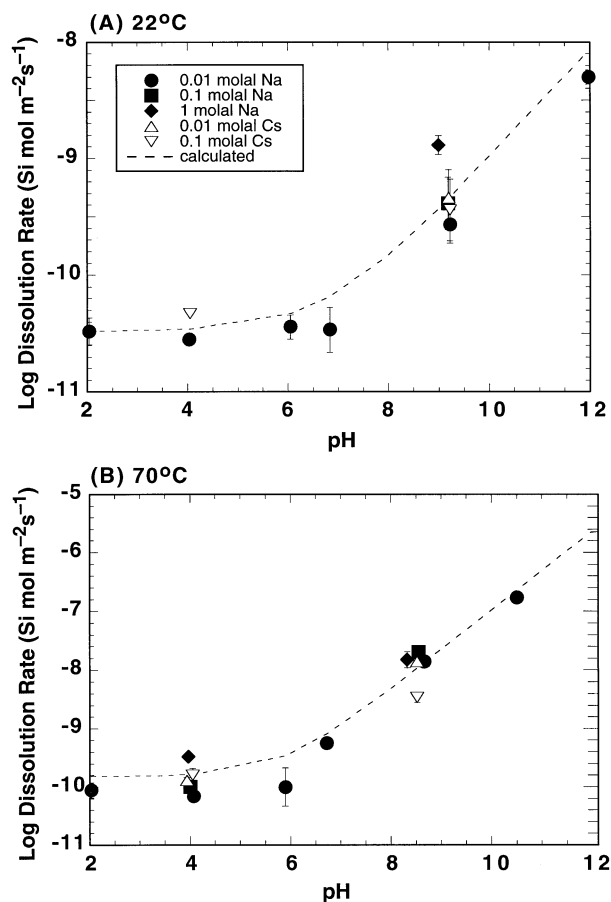 (A) 22°C
Log Dissolution Rate (Si mol m⁻²s⁻¹)
-8
-9
-10
-11
0.01 molal Na
0.1 molal Na
1 molal Na
0.01 molal Cs
0.1 molal Cs
calculated
2 4 6 8 10 12
pH
(B) 70°C
Log Dissolution Rate (Si mol m⁻²s⁻¹)
-5
-6
-7
-8
-9
-10
-11
2 4 6 8 10 12
pH